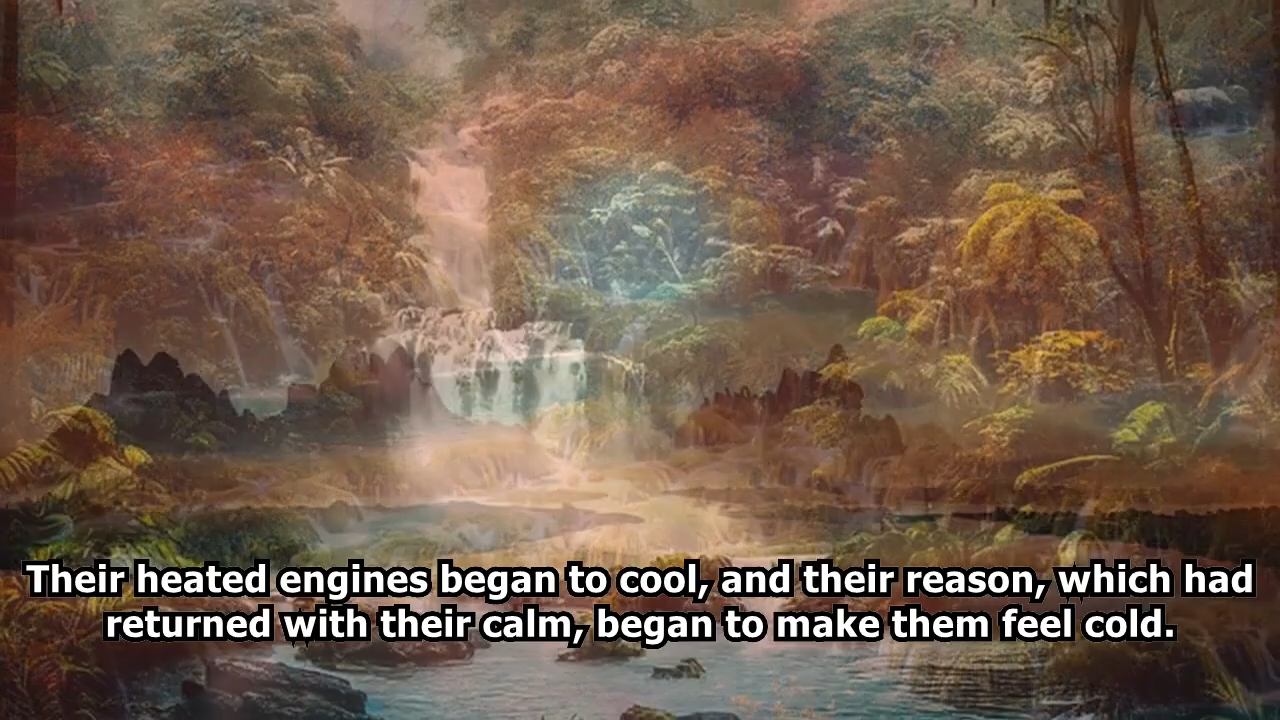 Their heated engines began to cool, and their reason, which had
returned with their calm, began to make them feel cold.